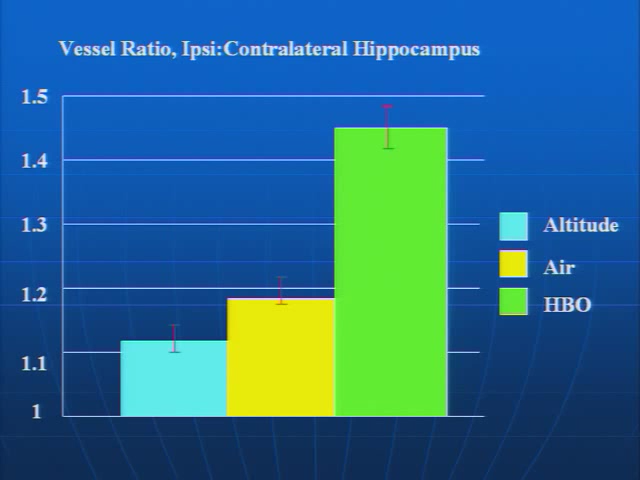 Vessel Ratio, Ipsi:Contralateral Hippocampus
1.5
1.4
1.3
1.2
1.1
1
Altitude
Air
HBO